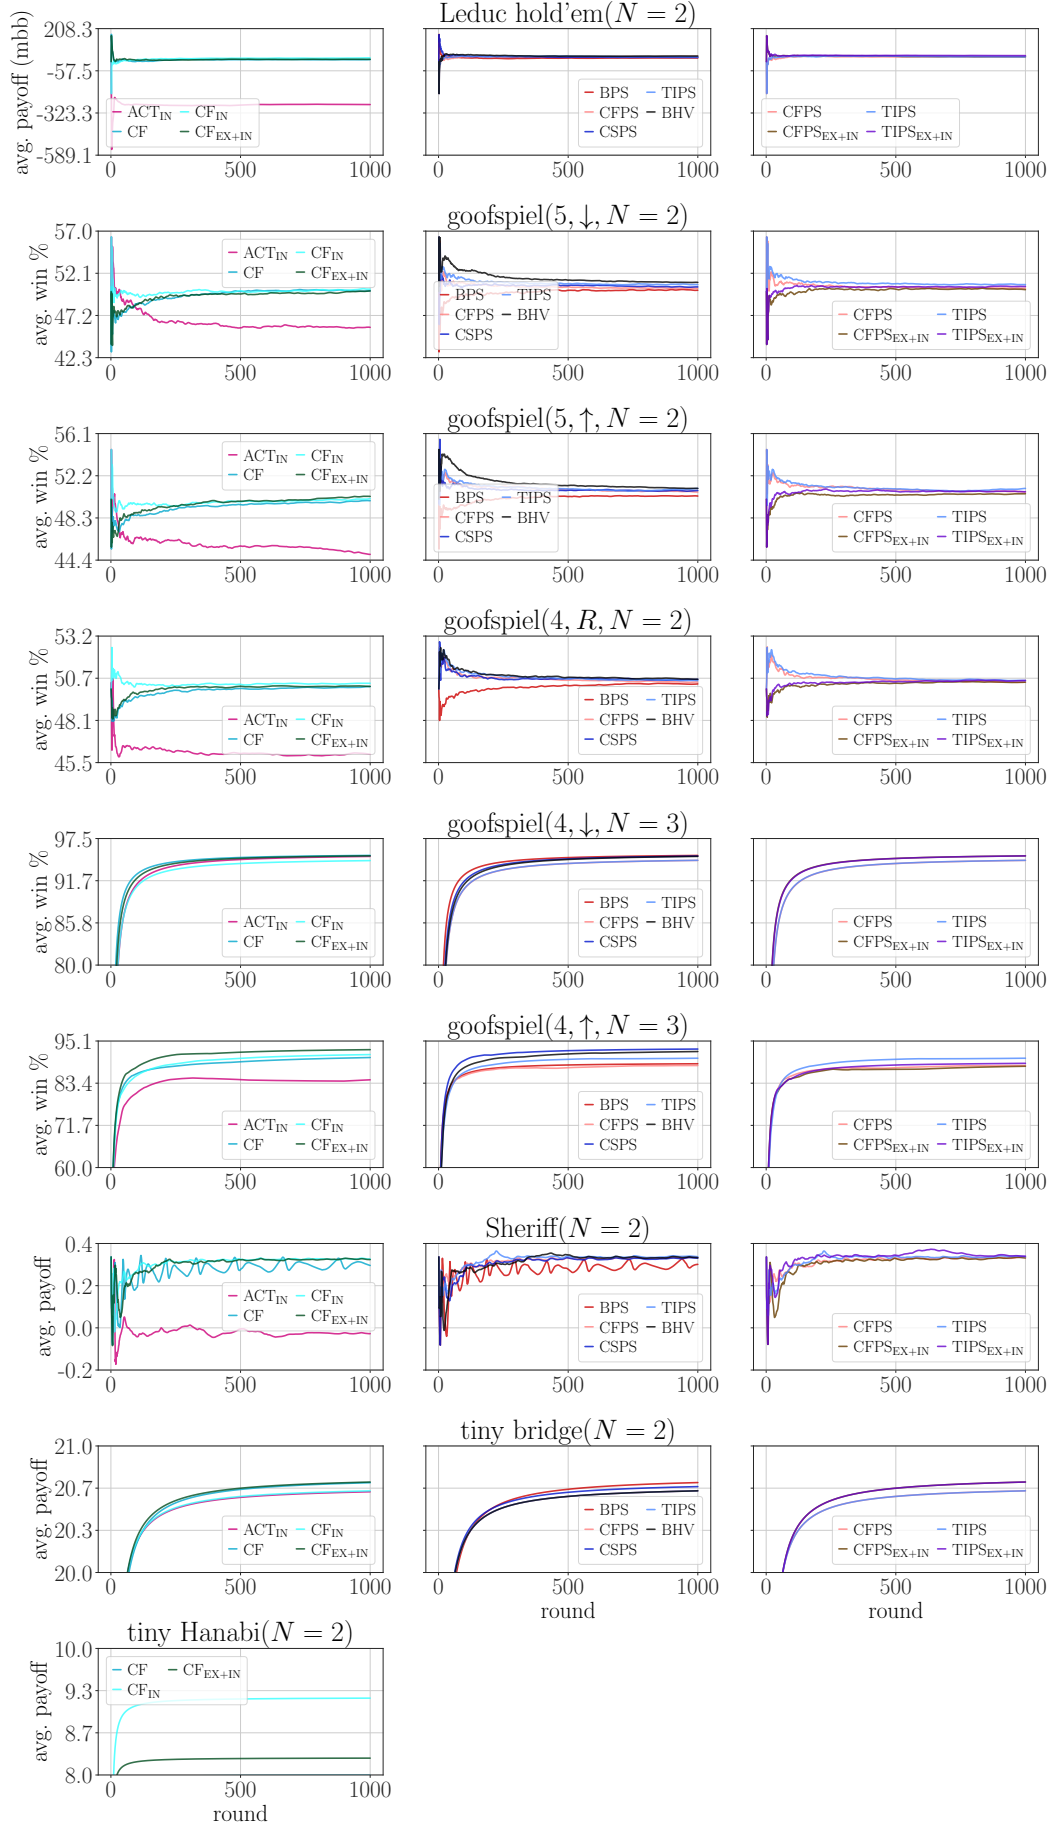 Leduc hold'em(N = 2)
avg. payoff (mbb)
208.3
-57.5
-323.3
-589.1
ACT_IN CF_IN
CF CF_EX+IN
BPS TIPS
CFPS BHV
CSPS
CFPS TIPS
CFPS_EX+IN TIPS_EX+IN
0 500 1000
0 500 1000
0 500 1000
goofspiel(5, ↓, N = 2)
avg. win %
57.0
52.1
47.2
42.3
ACT_IN CF_IN
CF CF_EX+IN
BPS TIPS
CFPS BHV
CSPS
CFPS TIPS
CFPS_EX+IN TIPS_EX+IN
0 500 1000
0 500 1000
0 500 1000
goofspiel(5, ↑, N = 2)
avg. win %
56.1
52.2
48.3
44.4
ACT_IN CF_IN
CF CF_EX+IN
BPS TIPS
CFPS BHV
CSPS
CFPS TIPS
CFPS_EX+IN TIPS_EX+IN
0 500 1000
0 500 1000
0 500 1000
goofspiel(4, R, N = 2)
avg. win %
53.2
50.7
48.1
45.5
ACT_IN CF_IN
CF CF_EX+IN
BPS TIPS
CFPS BHV
CSPS
CFPS TIPS
CFPS_EX+IN TIPS_EX+IN
0 500 1000
0 500 1000
0 500 1000
goofspiel(4, ↓, N = 3)
avg. win %
97.5
91.7
85.8
80.0
ACT_IN CF_IN
CF CF_EX+IN
BPS TIPS
CFPS BHV
CSPS
CFPS TIPS
CFPS_EX+IN TIPS_EX+IN
0 500 1000
0 500 1000
0 500 1000
goofspiel(4, ↑, N = 3)
avg. win %
95.1
83.4
71.7
60.0
ACT_IN CF_IN
CF CF_EX+IN
BPS TIPS
CFPS BHV
CSPS
CFPS TIPS
CFPS_EX+IN TIPS_EX+IN
0 500 1000
0 500 1000
0 500 1000
Sheriff(N = 2)
avg. payoff
0.4
0.2
0.0
-0.2
ACT_IN CF_IN
CF CF_EX+IN
BPS TIPS
CFPS BHV
CSPS
CFPS TIPS
CFPS_EX+IN TIPS_EX+IN
0 500 1000
0 500 1000
0 500 1000
tiny bridge(N = 2)
avg. payoff
21.0
20.7
20.3
20.0
ACT_IN CF_IN
CF CF_EX+IN
BPS TIPS
CFPS BHV
CSPS
CFPS TIPS
CFPS_EX+IN TIPS_EX+IN
0 500 1000
0 500 1000
0 500 1000
round
round
tiny Hanabi(N = 2)
avg. payoff
10.0
9.3
8.7
8.0
CF CF_EX+IN
CF_IN
0 500 1000
round